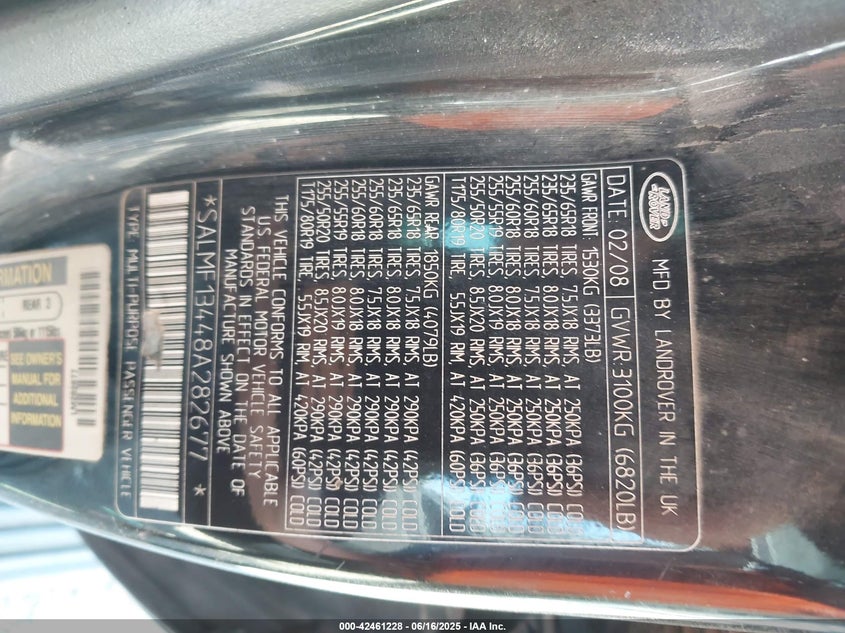 LAND
ROVER
MFD BY LANDROVER IN THE UK
DATE: 02/08 GVWR:3100KG (6820LB)
GAWR FRONT: 1530KG (3373LB)
235/65R18 TIRES, 7.5JX18 RIMS, AT 250KPA (36PSI) COLD
255/60R18 TIRES, 7.5JX18 RIMS, AT 250KPA (36PSI) COLD
235/65R18 TIRES, 8.0JX18 RIMS, AT 250KPA (36PSI) COLD
255/60R18 TIRES, 8.0JX18 RIMS, AT 250KPA (36PSI) COLD
255/55R19 TIRES, 8.0JX19 RIMS, AT 250KPA (36PSI) COLD
255/50R20 TIRES, 8.5JX20 RIMS, AT 250KPA (36PSI) COLD
T175/80R19 TIRE 5.5JX19 RIM, AT 420KPA (60PSI) COLD
GAWR REAR 1850KG (4079LB)
235/65R18 TIRES, 7.5JX18 RIMS, AT 290KPA (42PSI) COLD
255/60R18 TIRES, 7.5JX18 RIMS, AT 290KPA (42PSI) COLD
235/65R18 TIRES, 8.0JX18 RIMS, AT 290KPA (42PSI) COLD
255/60R18 TIRES, 8.0JX18 RIMS, AT 290KPA (42PSI) COLD
255/55R19 TIRES, 8.0JX19 RIMS, AT 290KPA (42PSI) COLD
255/50R20 TIRES, 8.5JX20 RIMS, AT 290KPA (42PSI) COLD
T175/80R19 TIRE 5.5JX19 RIM, AT 420KPA (60PSI) COLD
THIS VEHICLE CONFORMS TO ALL APPLICABLE
U.S. FEDERAL MOTOR VEHICLE SAFETY
STANDARDS IN EFFECT ON THE DATE OF
MANUFACTURE SHOWN ABOVE
*SALMF13448A282677*
TYPE: MULTI-PURPOSE PASSENGER VEHICLE
REAR 3
SEE OWNER'S
MANUAL FOR
ADDITIONAL
INFORMATION
000-42461228 - 06/16/2025 - IAA Inc.